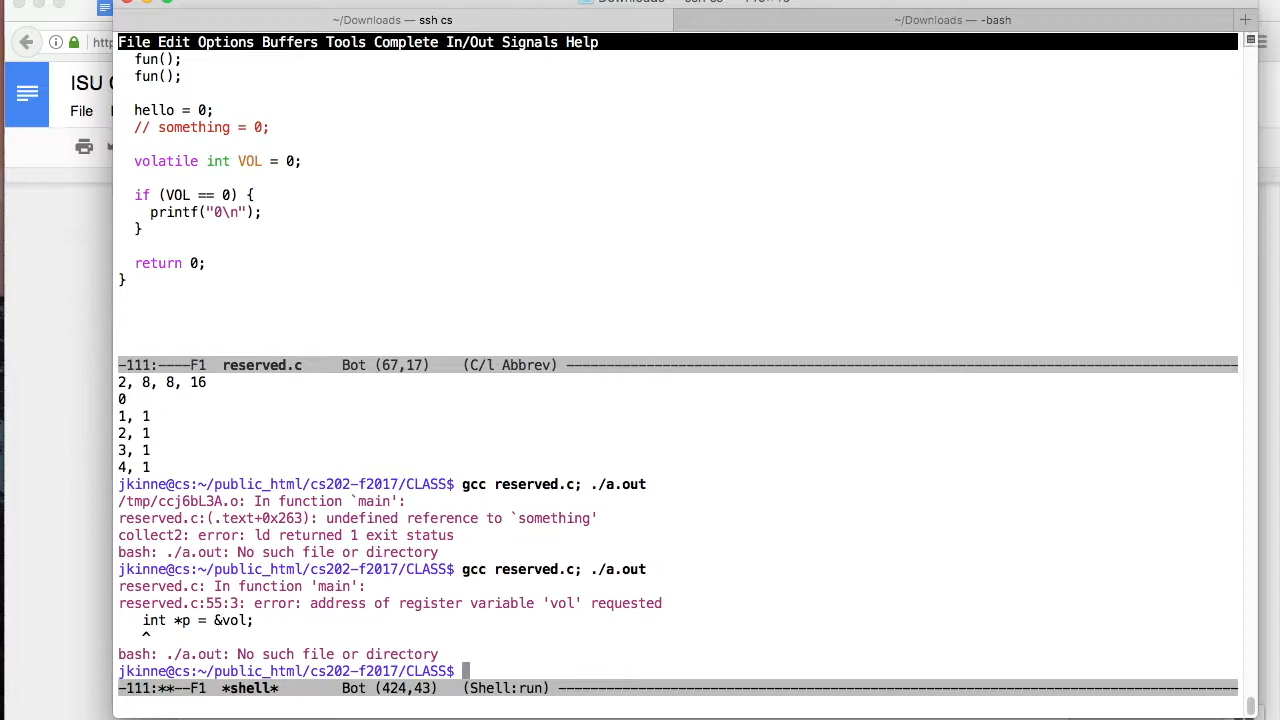 ~/Downloads — ssh cs
~/Downloads — -bash
http
ISU
File
File Edit Options Buffers Tools Complete In/Out Signals Help
fun();
fun();
hello = 0;
// something = 0;
volatile int VOL = 0;
if (VOL == 0) {
printf("0\n");
}
return 0;
}
-111:----F1 reserved.c Bot (67,17) (C/l Abbrev) ----------------------------------------
2, 8, 8, 16
0
1, 1
2, 1
3, 1
4, 1
jkinne@cs:~/public_html/cs202-f2017/CLASS$ gcc reserved.c; ./a.out
/tmp/ccj6bL3A.o: In function `main':
reserved.c:(.text+0x263): undefined reference to `something'
collect2: error: ld returned 1 exit status
bash: ./a.out: No such file or directory
jkinne@cs:~/public_html/cs202-f2017/CLASS$ gcc reserved.c; ./a.out
reserved.c: In function 'main':
reserved.c:55:3: error: address of register variable 'vol' requested
int *p = &vol;
^
bash: ./a.out: No such file or directory
jkinne@cs:~/public_html/cs202-f2017/CLASS$
-111:**--F1 *shell* Bot (424,43) (Shell:run) ----------------------------------------